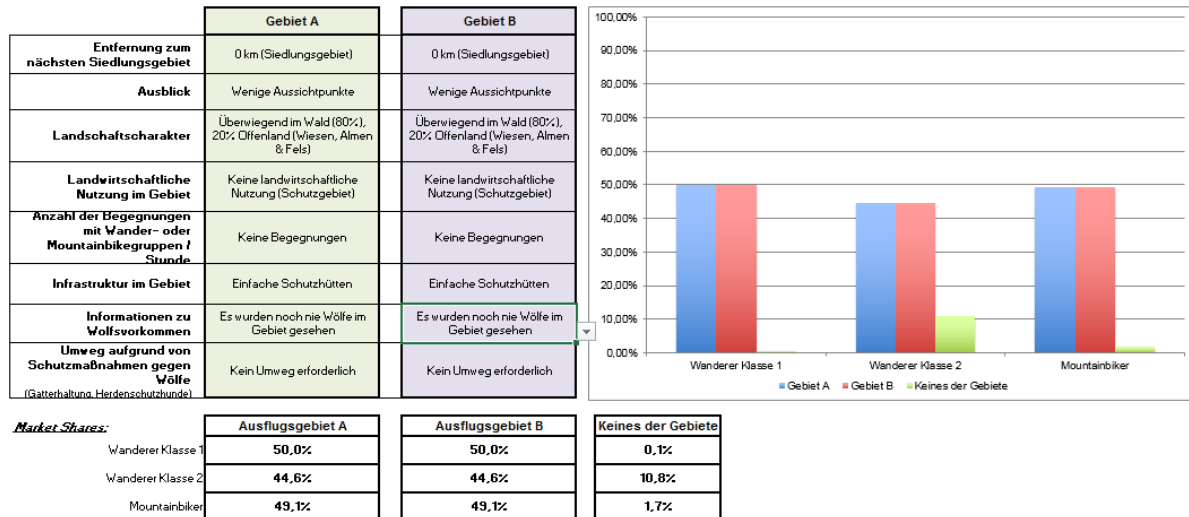 Gebiet A
Gebiet B
Entfernung zum
nächsten Siedlungsgebiet
0 km (Siedlungsgebiet)
0 km (Siedlungsgebiet)
Ausblick
Wenige Aussichtpunkte
Wenige Aussichtpunkte
Landschaftscharakter
Überwiegend im Wald (80%),
20% Offenland (Wiesen, Almen
& Fels)
Überwiegend im Wald (80%),
20% Offenland (Wiesen, Almen
& Fels)
Landwirtschaftliche
Nutzung im Gebiet
Keine landwirtschaftliche
Nutzung (Schutzgebiet)
Keine landwirtschaftliche
Nutzung (Schutzgebiet)
Anzahl der Begegnungen
mit Wander- oder
Mountainbikegruppen /
Stunde
Keine Begegnungen
Keine Begegnungen
Infrastruktur im Gebiet
Einfache Schutzhütten
Einfache Schutzhütten
Informationen zu
Wolfsvorkommen
Es wurden noch nie Wölfe im
Gebiet gesehen
Es wurden noch nie Wölfe im
Gebiet gesehen
Umweg aufgrund von
Schutzmaßnahmen gegen
Wölfe
(Gatterhaltung, Herdenschutzhunde)
Kein Umweg erforderlich
Kein Umweg erforderlich
100,00%
90,00%
80,00%
70,00%
60,00%
50,00%
40,00%
30,00%
20,00%
10,00%
0,00%
Wanderer Klasse 1
Wanderer Klasse 2
Mountainbiker
Gebiet A
Gebiet B
Keines der Gebiete
Market Shares:
Ausflugsgebiet A
Ausflugsgebiet B
Keines der Gebiete
Wanderer Klasse 1
50,0%
50,0%
0,1%
Wanderer Klasse 2
44,6%
44,6%
10,8%
Mountainbiker
49,1%
49,1%
1,7%